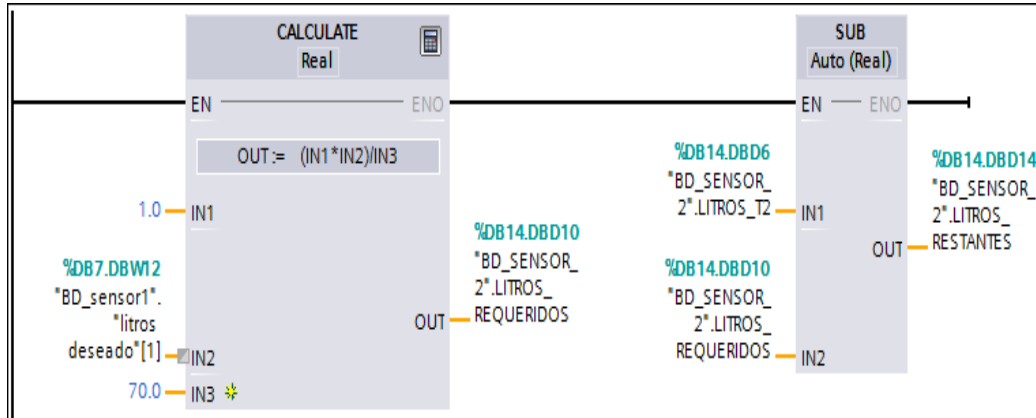 CALCULATE
Real
EN
ENO
OUT := (IN1*IN2)/IN3
1.0
IN1
%DB7.DBW12
"BD_sensor1".
"litros
deseado"[1]
IN2
70.0
IN3
%DB14.DBD10
"BD_SENSOR_
2".LITROS_
REQUERIDOS
OUT
SUB
Auto (Real)
EN
ENO
%DB14.DBD6
"BD_SENSOR_
2".LITROS_T2
IN1
%DB14.DBD10
"BD_SENSOR_
2".LITROS_
REQUERIDOS
IN2
%DB14.DBD14
"BD_SENSOR_
2".LITROS_
RESTANTES
OUT